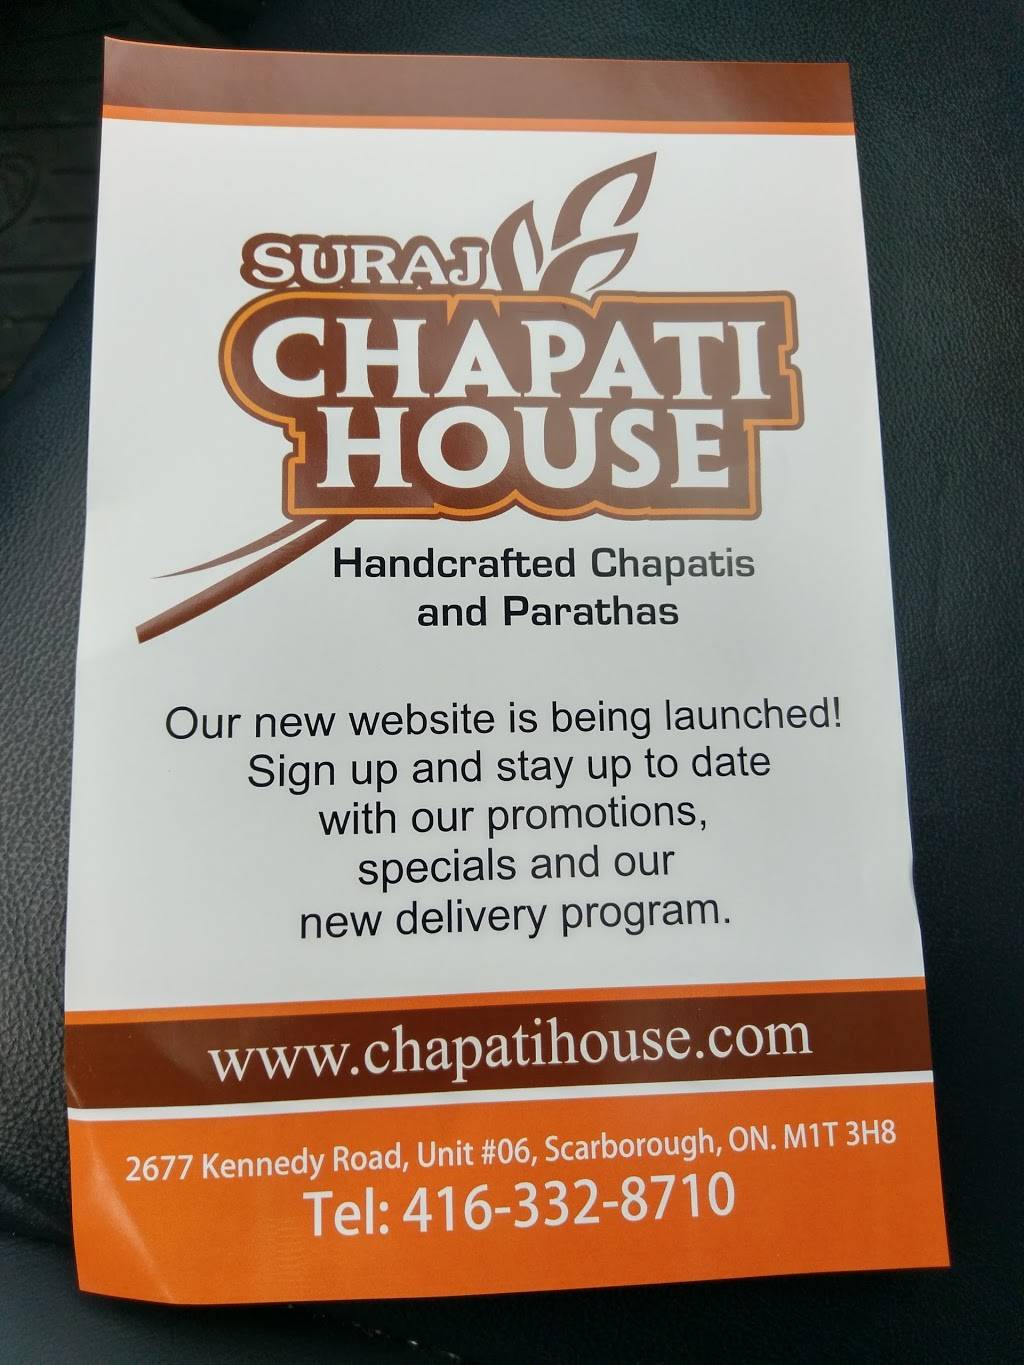 SURAJ
CHAPATI
HOUSE
Handcrafted Chapatis
and Parathas
Our new website is being launched!
Sign up and stay up to date
with our promotions,
specials and our
new delivery program.
www.chapatihouse.com
2677 Kennedy Road, Unit #06, Scarborough, ON. M1T 3H8
Tel: 416-332-8710